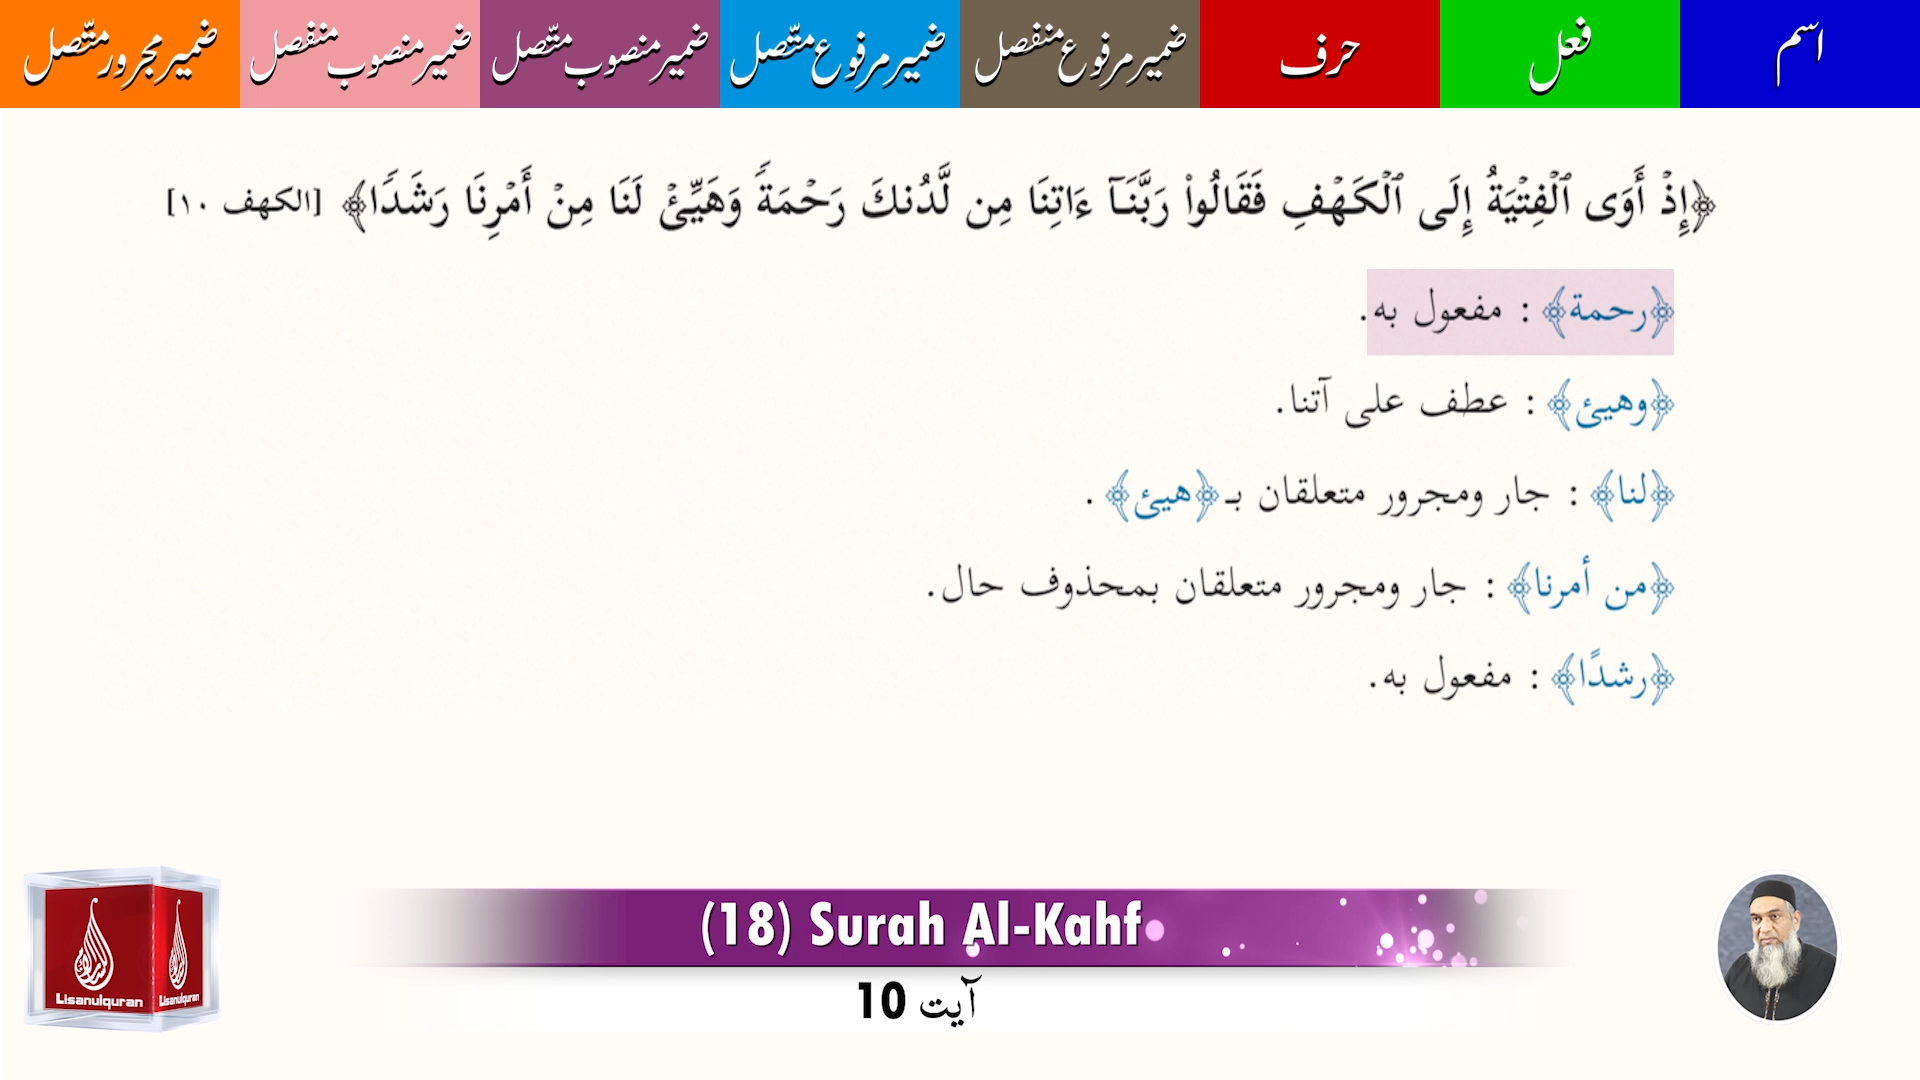 اسم فعل حرف ضمیر مرفوع منفصل ضمیر مرفوع متّصل ضمیر منصوب متّصل ضمیر منصوب منفصل ضمیر مجرور متّصل
﴿إِذْ أَوَى ٱلْفِتْيَةُ إِلَى ٱلْكَهْفِ فَقَالُوا۟ رَبَّنَآ ءَاتِنَا مِن لَّدُنكَ رَحْمَةً وَهَيِّئْ لَنَا مِنْ أَمْرِنَا رَشَدًا﴾ [الكهف ١٠]
﴿رحمة﴾ : مفعول به.
﴿وهيئ﴾ : عطف على آتنا.
﴿لنا﴾ : جار ومجرور متعلقان بـ﴿هيئ﴾ .
﴿من أمرنا﴾ : جار ومجرور متعلقان بمحذوف حال.
﴿رشدًا﴾ : مفعول به.
(18) Surah Al-Kahf
آیت 10
Lisanulquran Lisanulquran